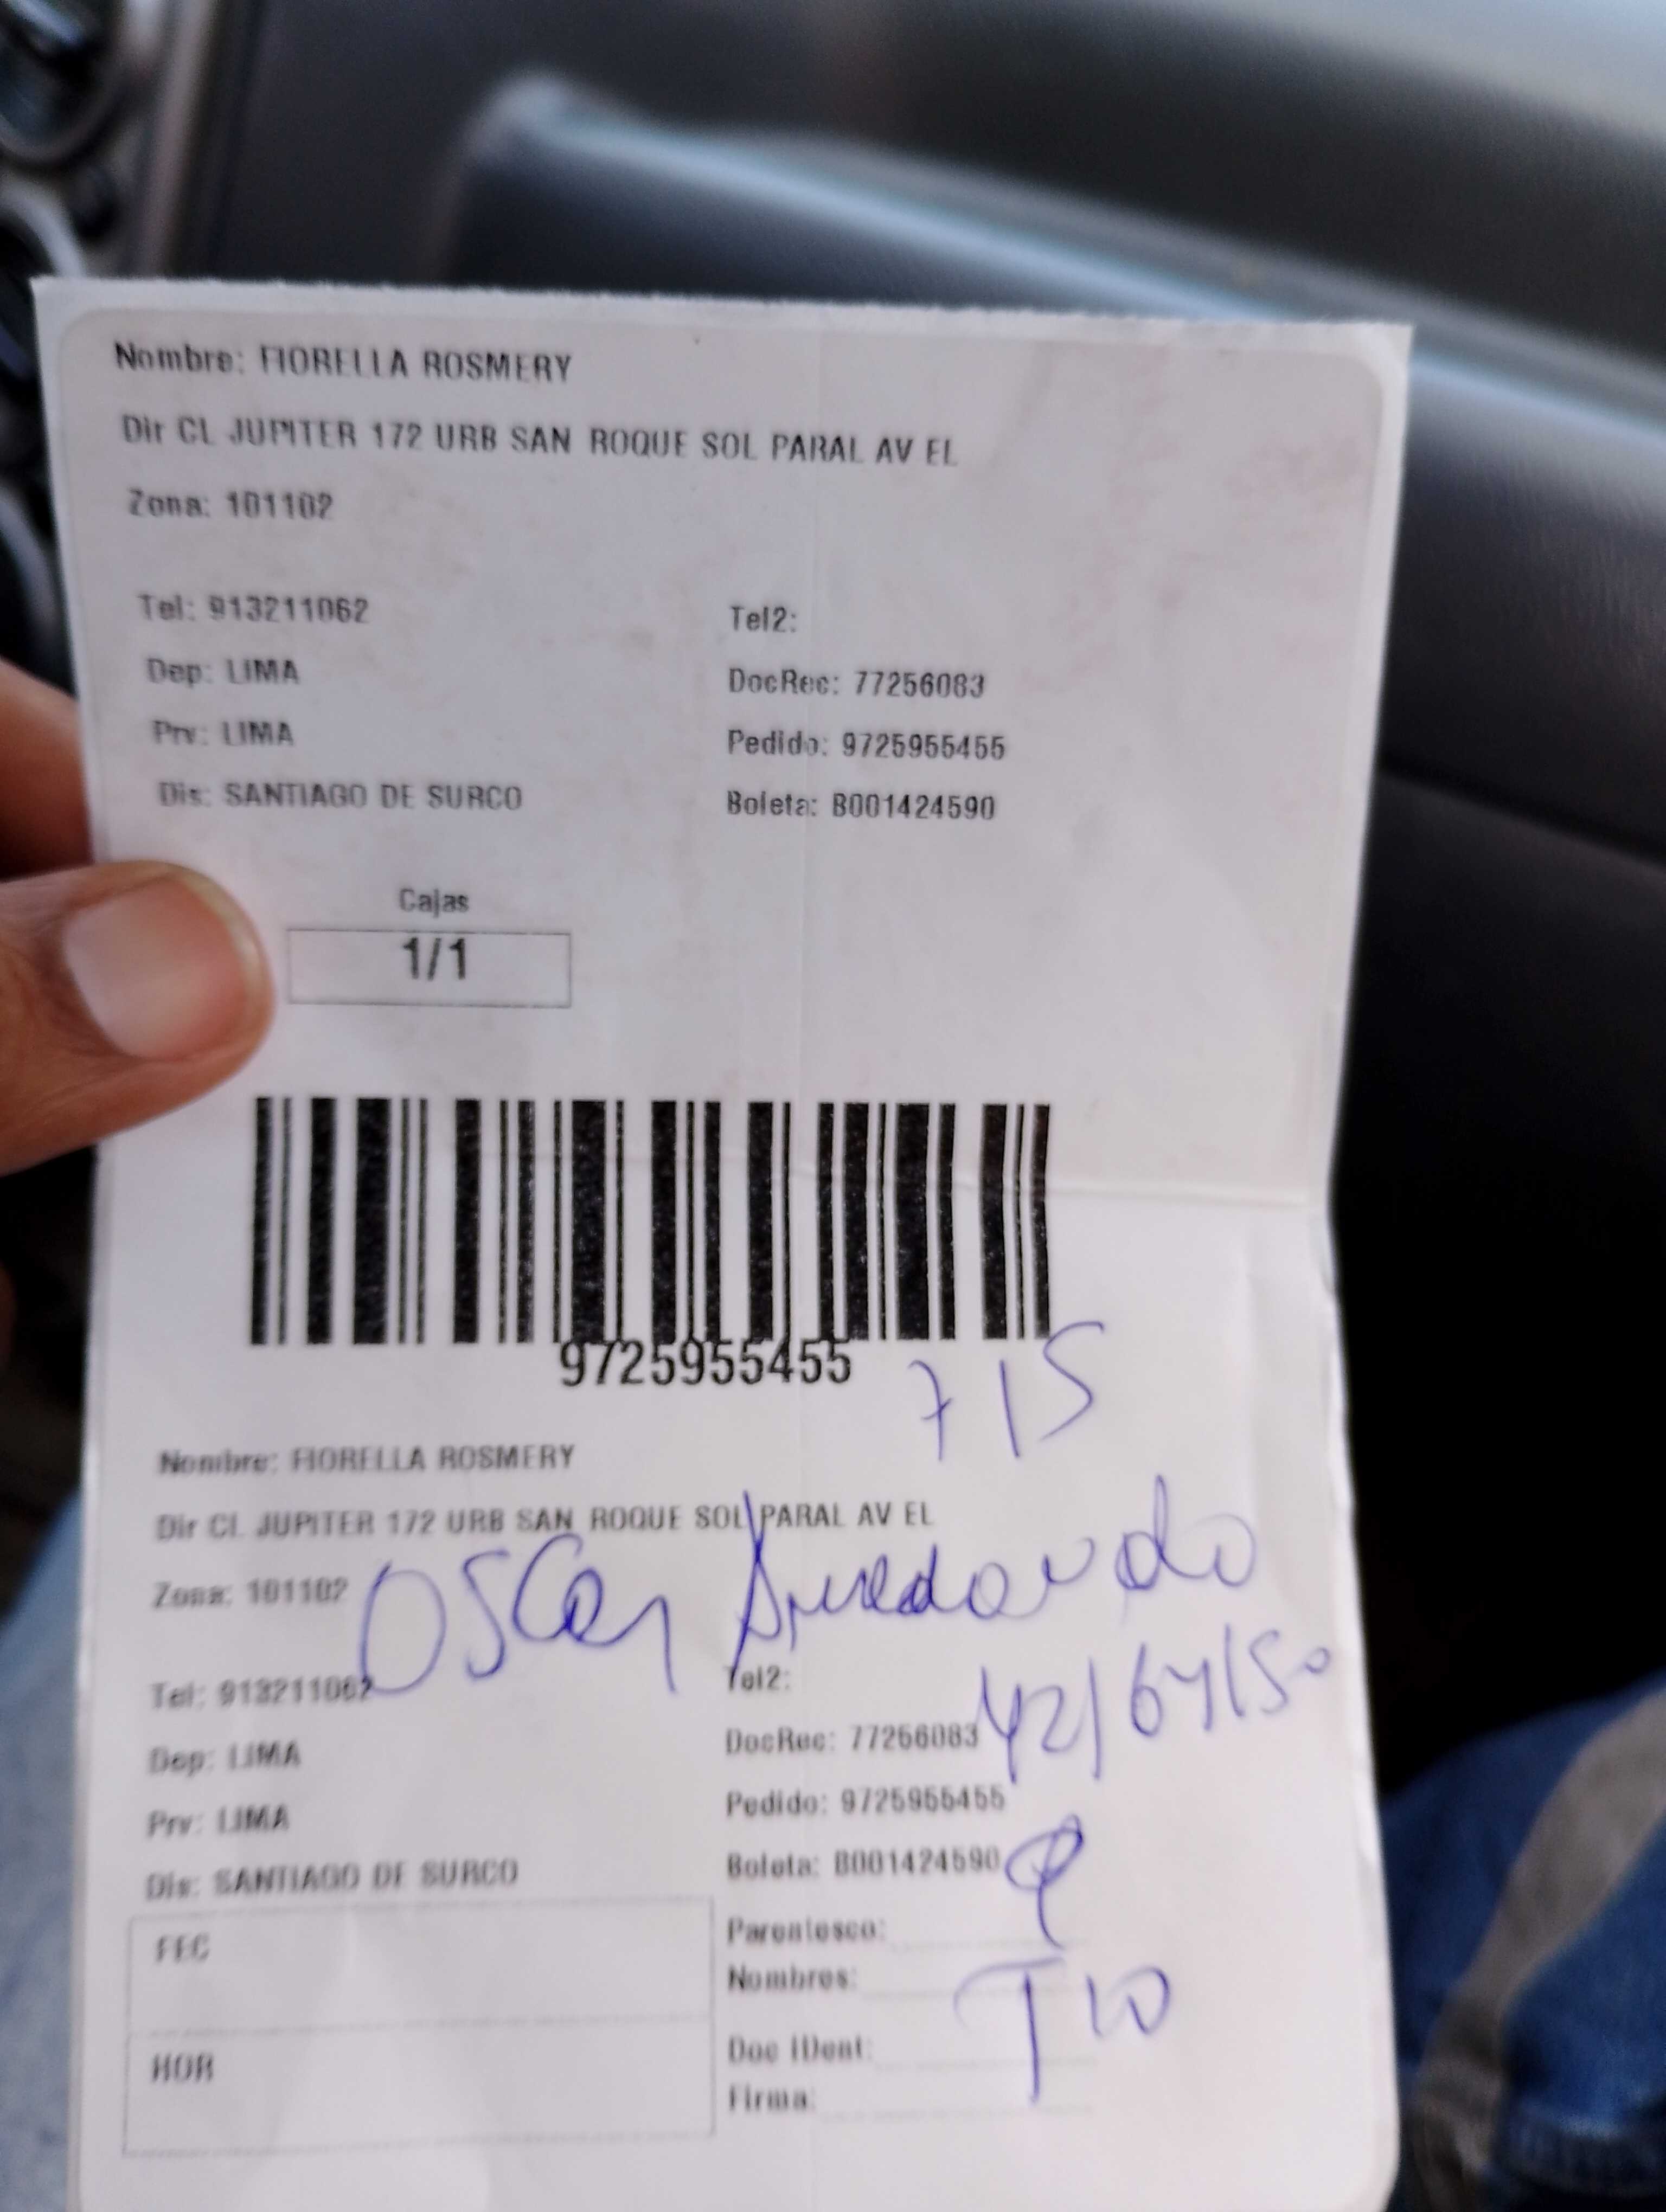 Nombre: FIORELLA ROSMERY
Dir CL JUPITER 172 URB SAN ROQUE SOL PARAL AV EL
Zona: 101102
Tel: 913211062 Tel2:
Dep: LIMA DocRec: 77256083
Prv: LIMA Pedido: 9725955455
Dis: SANTIAGO DE SURCO Boleta: B001424590
Cajas
1/1
9725955455
715
Nombre: FIORELLA ROSMERY
Dir CL JUPITER 172 URB SAN ROQUE SOL PARAL AV EL
Zona: 101102
Oscar
Tel: 913211062 Tel2:
DocRec: 77256083
Dep: LIMA
Pedido: 9725955455
Prv: LIMA
Boleta: B001424590
Dis: SANTIAGO DE SURCO
FEC Parentesco:
Nombres:
TIO
HOR Doc IDent:
Firma: